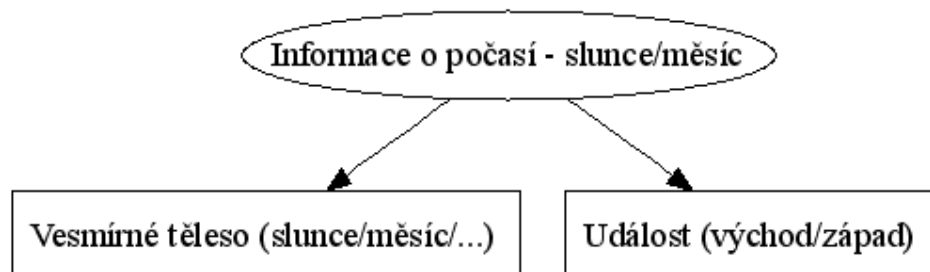 Informace o počasí - slunce/měsíc
Vesmírné těleso (slunce/měsíc/...)
Událost (východ/západ)